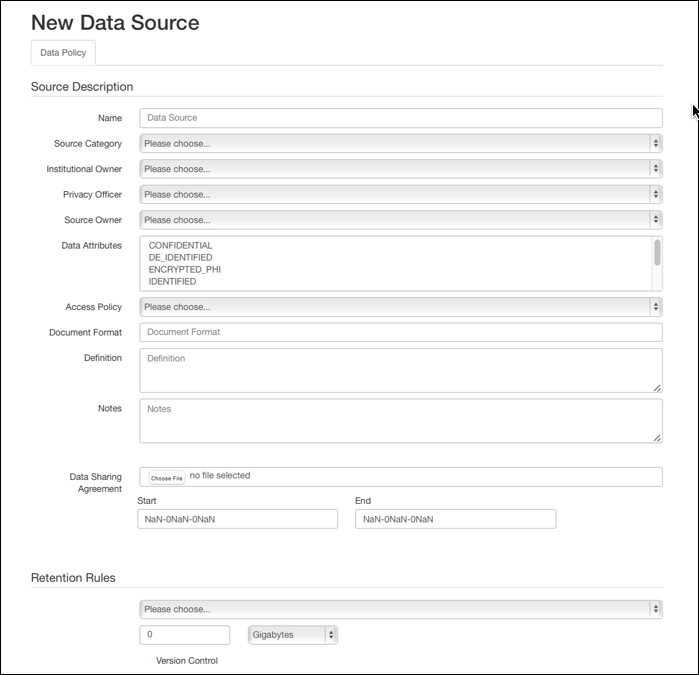 New Data Source
Data Policy
Source Description
Name Data Source
Source Category Please choose...
Institutional Owner Please choose...
Privacy Officer Please choose...
Source Owner Please choose...
Data Attributes CONFIDENTIAL
DE_IDENTIFIED
ENCRYPTED_PHI
IDENTIFIED
Access Policy Please choose...
Document Format Document Format
Definition Definition
Notes Notes
Data Sharing Agreement Choose File no file selected
Start End
NaN-0NaN-0NaN NaN-0NaN-0NaN
Retention Rules
Please choose...
0 Gigabytes
Version Control